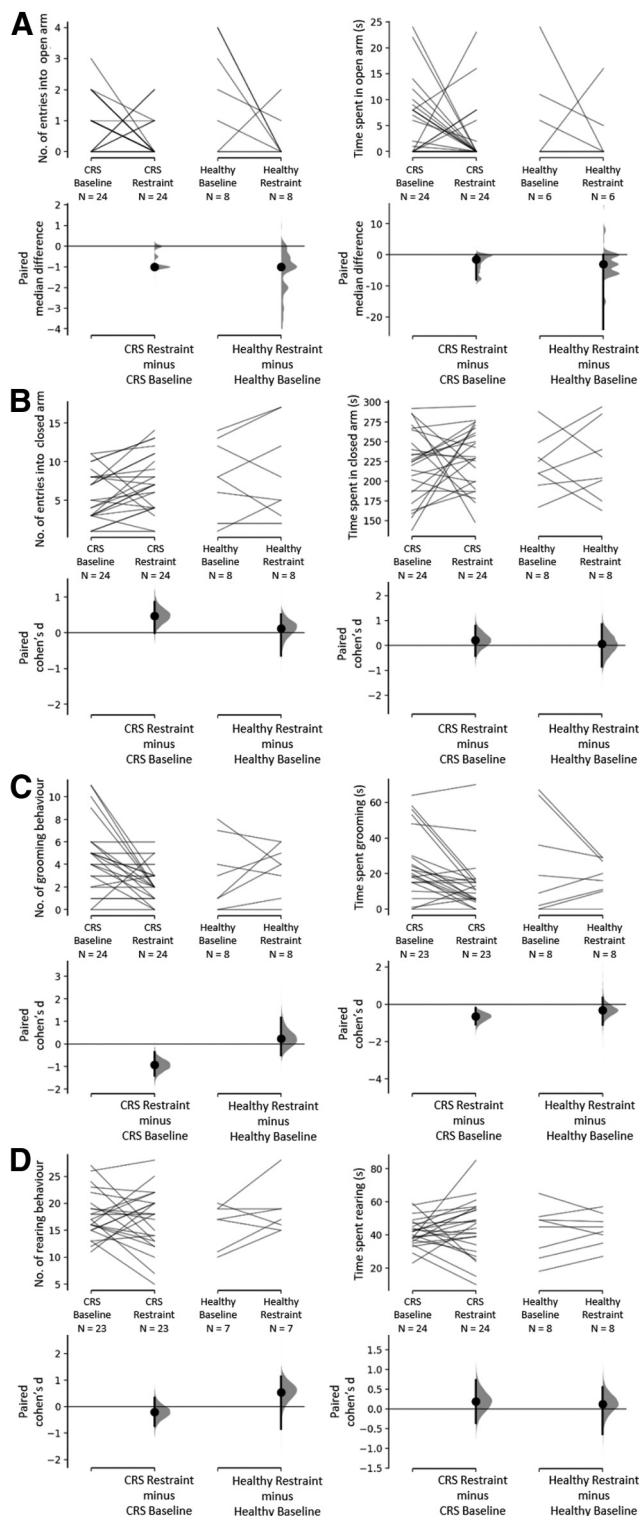 A
No. of entries into open arm
4
3
2
1
0
CRS Baseline N = 24
CRS Restraint N = 24
Healthy Baseline N = 8
Healthy Restraint N = 8
Paired median difference
2
1
0
−1
−2
−3
−4
CRS Restraint minus CRS Baseline
Healthy Restraint minus Healthy Baseline
Time spent in open arm (s)
25
20
15
10
5
0
CRS Baseline N = 24
CRS Restraint N = 24
Healthy Baseline N = 6
Healthy Restraint N = 6
Paired median difference
10
0
-10
-20
CRS Restraint minus CRS Baseline
Healthy Restraint minus Healthy Baseline
B
No. of entries into closed arm
15
10
5
CRS Baseline N = 24
CRS Restraint N = 24
Healthy Baseline N = 8
Healthy Restraint N = 8
Paired cohen's d
1
0
−1
−2
CRS Restraint minus CRS Baseline
Healthy Restraint minus Healthy Baseline
Time spent in closed arm (s)
300
275
250
225
200
175
150
CRS Baseline N = 24
CRS Restraint N = 24
Healthy Baseline N = 8
Healthy Restraint N = 8
Paired cohen's d
2
1
0
−1
−2
CRS Restraint minus CRS Baseline
Healthy Restraint minus Healthy Baseline
C
No. of grooming behaviour
10
8
6
4
2
0
CRS Baseline N = 24
CRS Restraint N = 24
Healthy Baseline N = 8
Healthy Restraint N = 8
Paired cohen's d
3
2
1
0
−1
−2
CRS Restraint minus CRS Baseline
Healthy Restraint minus Healthy Baseline
Time spent grooming (s)
60
40
20
0
CRS Baseline N = 23
CRS Restraint N = 23
Healthy Baseline N = 8
Healthy Restraint N = 8
Paired cohen's d
2
0
−2
−4
CRS Restraint minus CRS Baseline
Healthy Restraint minus Healthy Baseline
D
No. of rearing behaviour
25
20
15
10
5
CRS Baseline N = 23
CRS Restraint N = 23
Healthy Baseline N = 7
Healthy Restraint N = 7
Paired cohen's d
2
1
0
−1
−2
CRS Restraint minus CRS Baseline
Healthy Restraint minus Healthy Baseline
Time spent rearing (s)
80
60
40
20
CRS Baseline N = 24
CRS Restraint N = 24
Healthy Baseline N = 8
Healthy Restraint N = 8
Paired cohen's d
1.5
1.0
0.5
0.0
−0.5
−1.0
−1.5
CRS Restraint minus CRS Baseline
Healthy Restraint minus Healthy Baseline